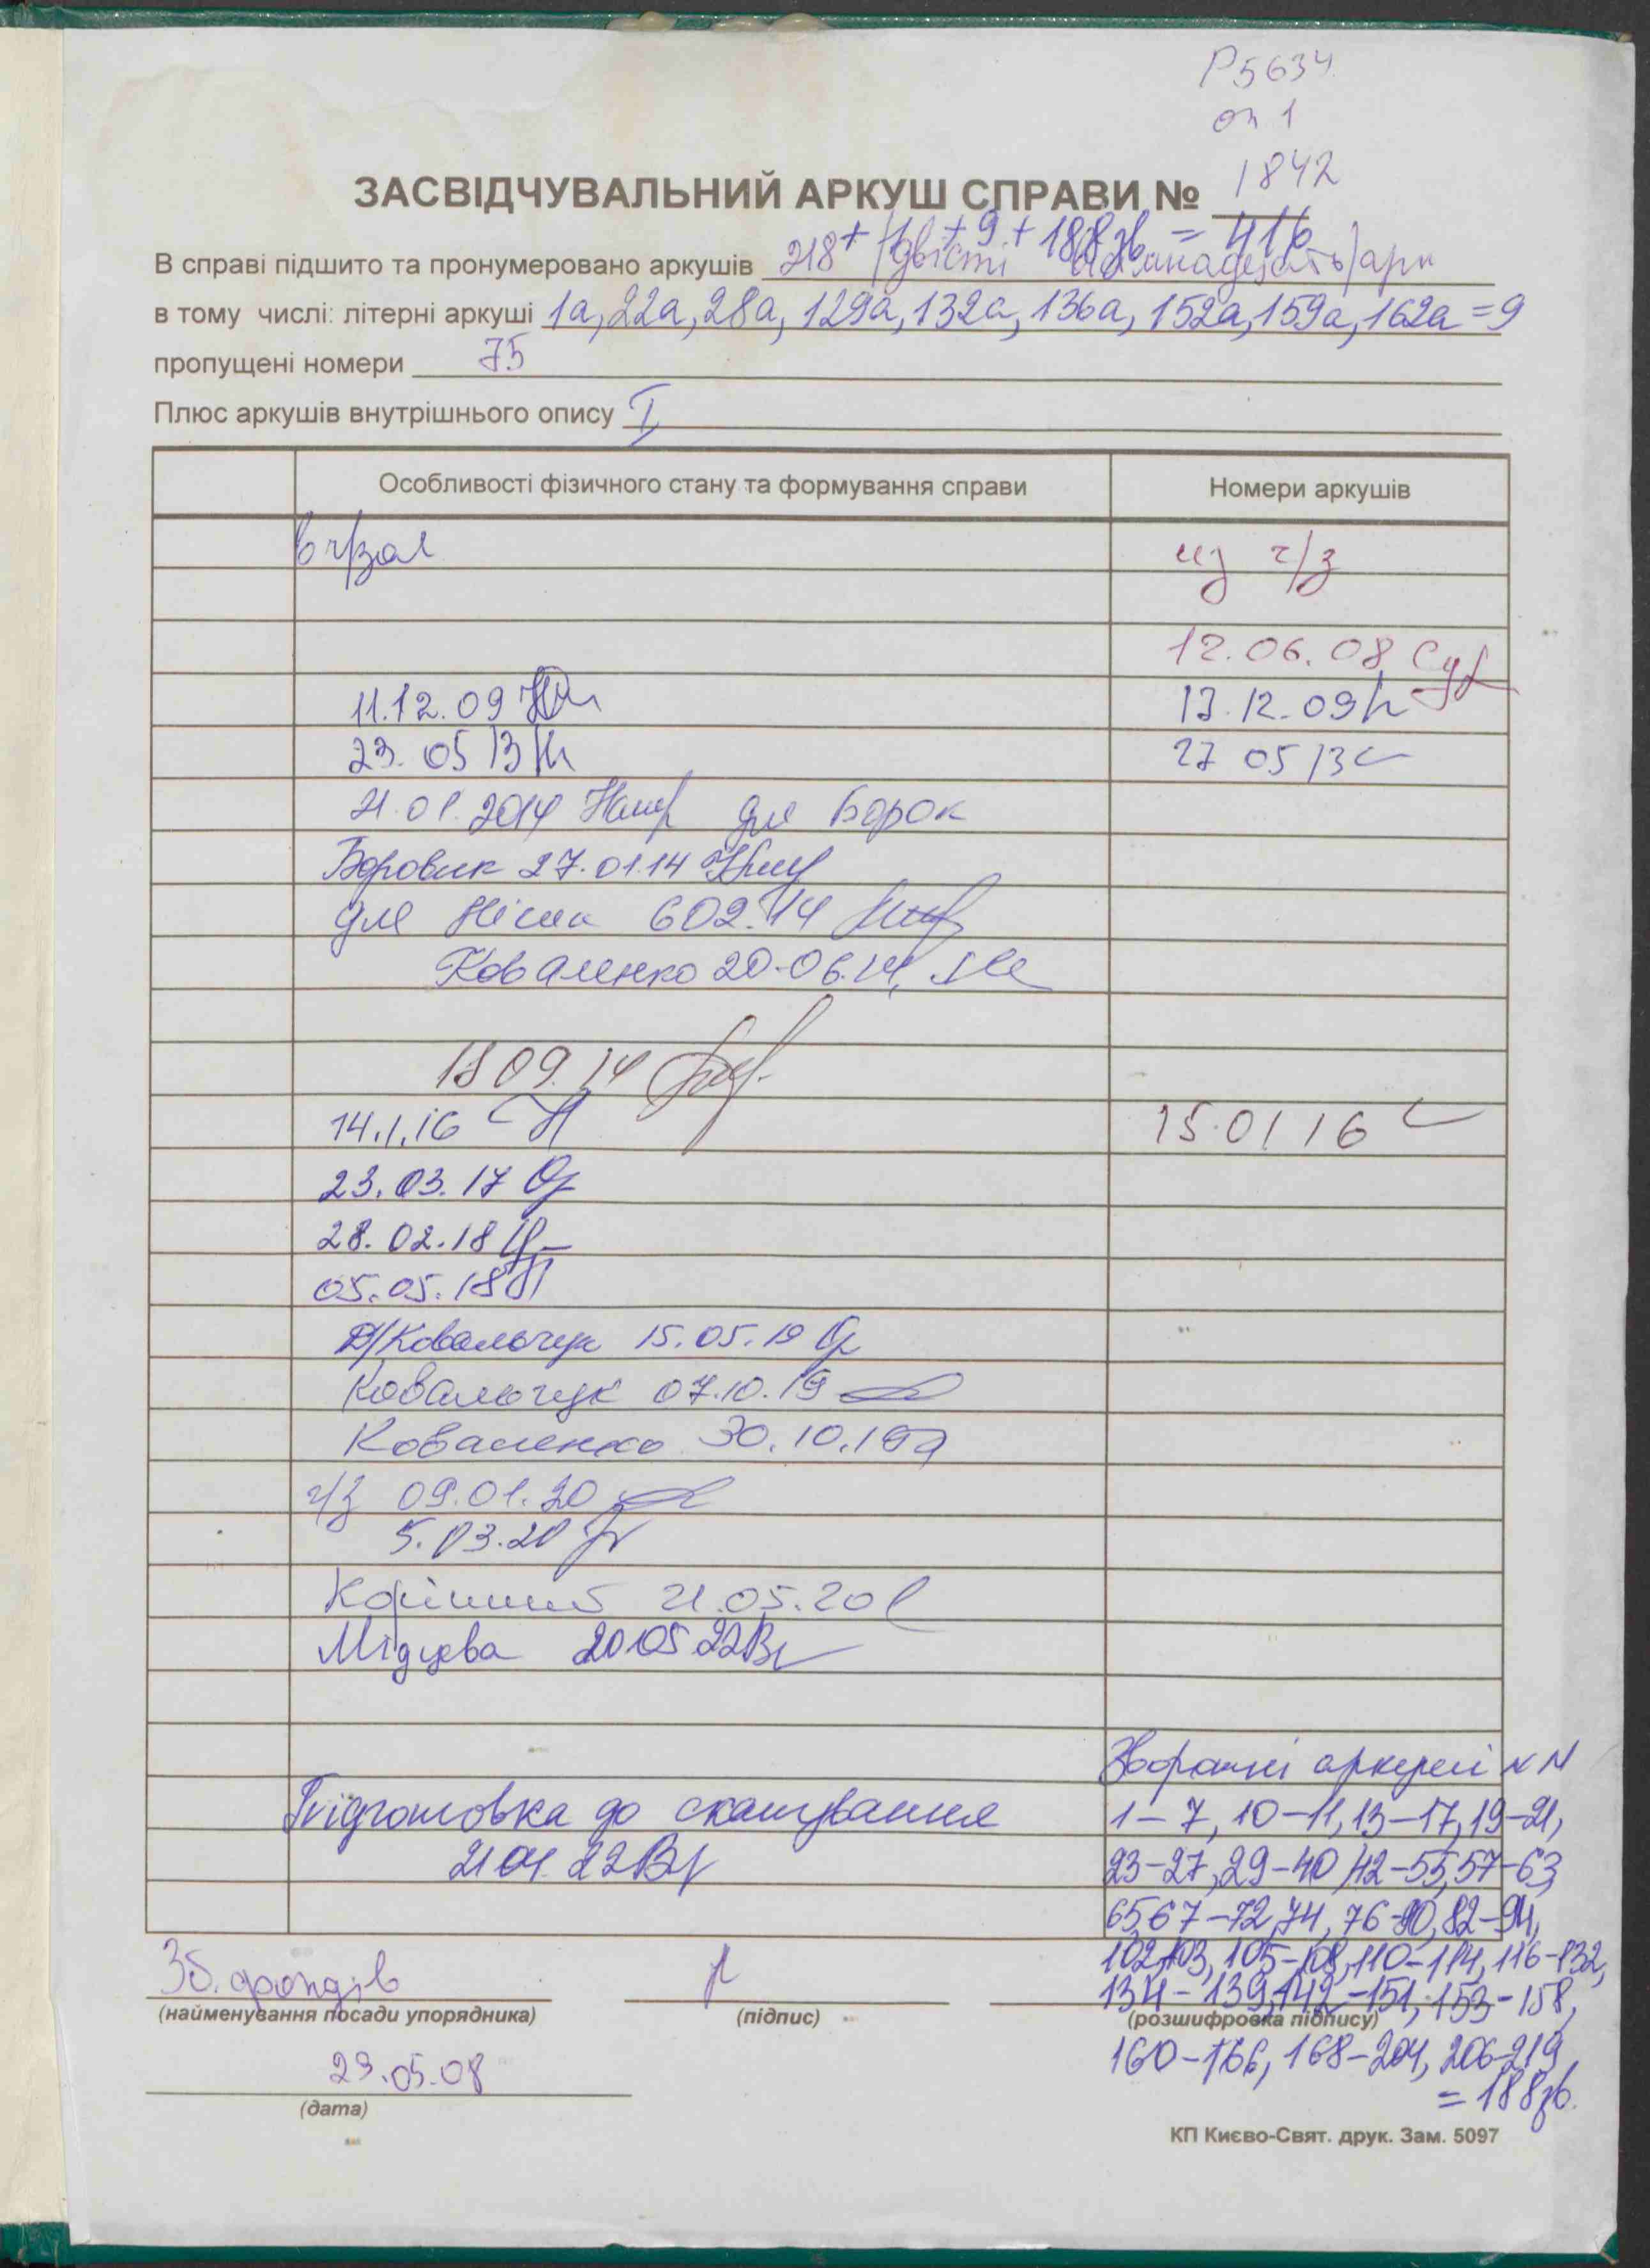 Р5634
оп 1
1842
ЗАСВІДЧУВАЛЬНИЙ АРКУШ СПРАВИ №
+ 1 + 9 + 188зв = 416
В справі підшито та пронумеровано аркушів 218 (двісті вісімнадцять) арк
в тому числі: літерні аркуші 1а, 22а, 28а, 129а, 132а, 136а, 152а, 159а, 162а = 9
пропущені номери 75
Плюс аркушів внутрішнього опису I
Особливості фізичного стану та формування справи Номери аркушів
в ч/зал из ч/з
12.06.08
11.12.09 13.12.09
23.05 13 27 05 13
21.01.2014 для Борок
Боровик 27.01.14
для 602.14
Коваленко 20.06.14
18 09.14
14.1.16 15.01 16
23.03.17
28.02.18
05.05.18
Ковальчук 15.05.19
Ковальчук 07.10.19
Коваленко 30.10.19
ч/з 09.01.20
5.03.20
21.05.20
20.05.22
Зворотні аркуші №№
Підготовка до сканування 1–7, 10–11, 13–17, 19–21,
21 04. 22 23–27, 29–40, 42–55, 57–63
65, 67–72, 74, 76–80, 82–94,
102, 103, 105–108, 110–114, 116–132,
Зб. фондів 134–139, 142–151, 153–158,
(найменування посади упорядника) (підпис) (розшифровка підпису)
160–166, 168–204, 206–219
23.05.08 = 188зв.
(дата)
КП Києво-Свят. друк. Зам. 5097